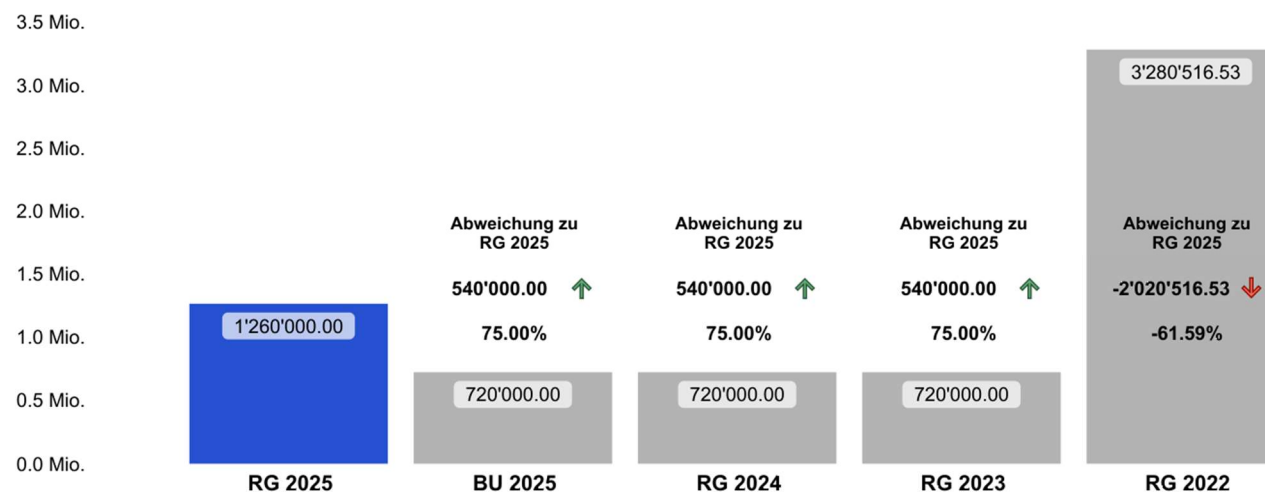 3.5 Mio.
3.0 Mio.
2.5 Mio.
2.0 Mio.
1.5 Mio.
1.0 Mio.
0.5 Mio.
0.0 Mio.
1'260'000.00
RG 2025
Abweichung zu
RG 2025
540'000.00
75.00%
720'000.00
BU 2025
Abweichung zu
RG 2025
540'000.00
75.00%
720'000.00
RG 2024
Abweichung zu
RG 2025
540'000.00
75.00%
720'000.00
RG 2023
3'280'516.53
Abweichung zu
RG 2025
-2'020'516.53
-61.59%
RG 2022